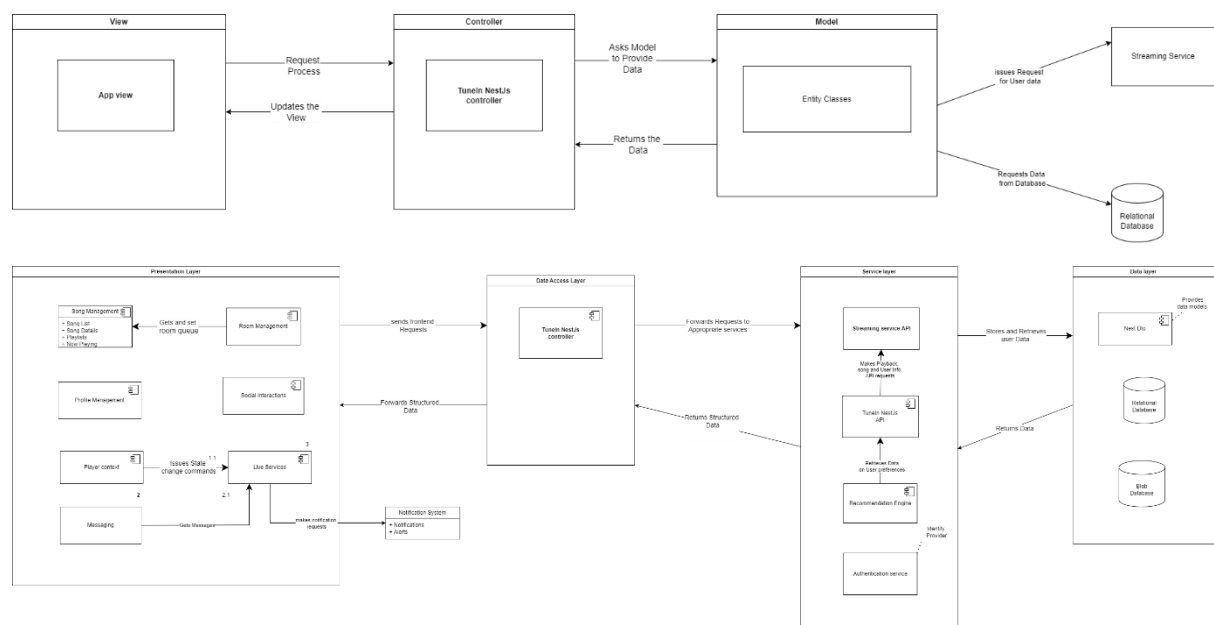 View
Controller
Model
App view
Request
Process
Updates the
View
TuneIn NestJs
controller
Asks Model
to Provide
Data
Returns the
Data
Entity Classes
Issues Request
for User data
Streaming Service
Requests Data
from Database
Relational
Database
Presentation Layer
Song Management
+ Song List
+ Song Details
+ Playlists
+ Now Playing
Gets and set
room queue
Room Management
Profile Management
Social Interactions
Player context
Issues State
change commands
1.1
3
Live Services
2
2.1
Messaging
Gets Messages
makes notification
requests
Notification System
+ Notifications
+ Alerts
sends frontend
Requests
Forwards Structured
Data
Data Access Layer
TuneIn NestJs
controller
Forwards Requests to
Appropriate services
Returns Structured
Data
Service layer
Streaming service API
Makes Playback,
song and User info
API requests
TuneIn NestJs
API
Retrieves Data
on User preferences
Recommendation Engine
Identify
Provider
Authentication service
Stores and Retrieves
user Data
Returns Data
Data layer
Provides
data models
Nest Dto
Relational
Database
Blob
Database